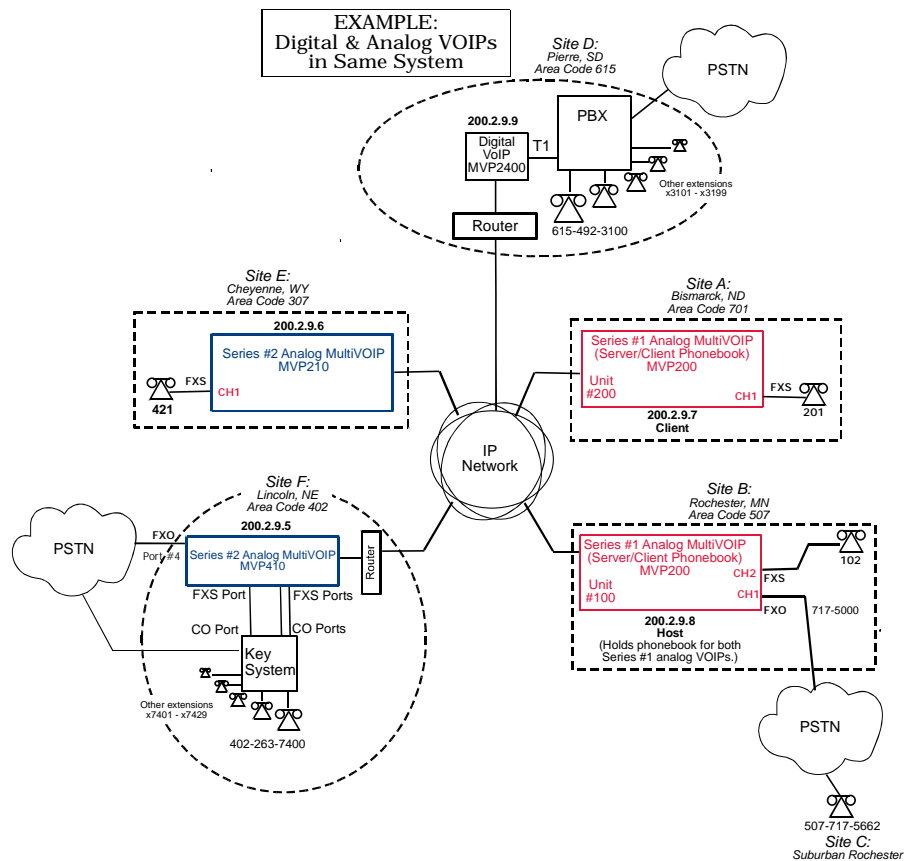 EXAMPLE:
Digital & Analog VOIPs
in Same System
Site D:
Pierre, SD
Area Code 615
PSTN
200.2.9.9
PBX
Digital
VoIP
MVP2400
T1
Other extensions
x3101 - x3199
Router
615-492-3100
Site E:
Cheyenne, WY
Area Code 307
200.2.9.6
Series #2 Analog MultiVOIP
MVP210
FXS
CH1
421
Site A:
Bismarck, ND
Area Code 701
Series #1 Analog MultiVOIP
(Server/Client Phonebook)
MVP200
Unit
#200
CH1
FXS
201
200.2.9.7
Client
IP
Network
Site F:
Lincoln, NE
Area Code 402
200.2.9.5
PSTN
FXO
Port #4
Series #2 Analog MultiVOIP
MVP410
Router
FXS Port
FXS Ports
CO Port
CO Ports
Key
System
Other extensions
x7401 - x7429
402-263-7400
Site B:
Rochester, MN
Area Code 507
Series #1 Analog MultiVOIP
(Server/Client Phonebook)
MVP200
Unit
#100
CH2
FXS
102
CH1
FXO
717-5000
200.2.9.8
Host
(Holds phonebook for both
Series #1 analog VOIPs.)
PSTN
507-717-5662
Site C:
Suburban Rochester